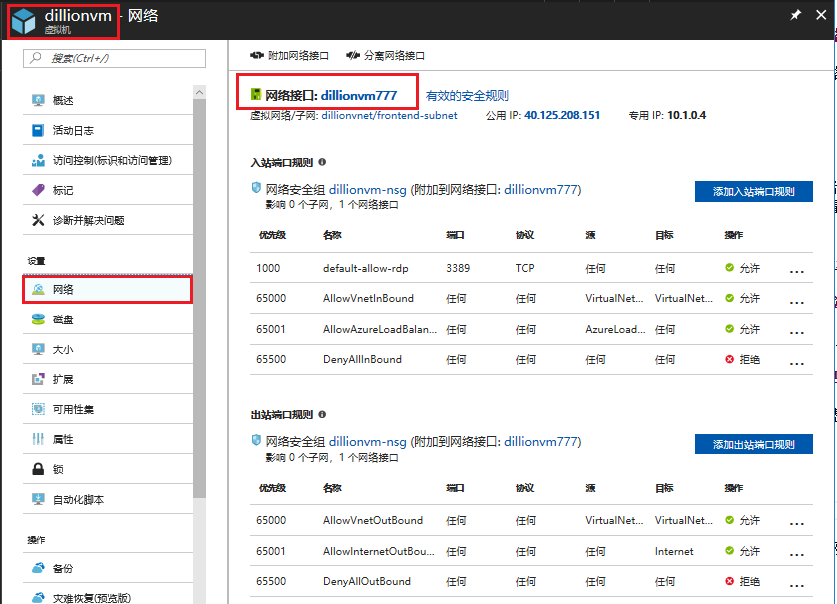 dillionvm - 网络
虚拟机
搜索(Ctrl+/)
概述
活动日志
访问控制(标识和访问管理)
标记
诊断并解决问题
设置
网络
磁盘
大小
扩展
可用性集
属性
锁
自动化脚本
操作
备份
灾难恢复(预览版)
附加网络接口 分离网络接口
网络接口: dillionvm777 有效的安全规则
虚拟网络/子网: dillionvnet/frontend-subnet 公用 IP: 40.125.208.151 专用 IP: 10.1.0.4
入站端口规则
网络安全组 dillionvm-nsg (附加到网络接口: dillionvm777)
影响 0 个子网, 1 个网络接口
添加入站端口规则
优先级 名称 端口 协议 源 目标 操作
1000 default-allow-rdp 3389 TCP 任何 任何 允许 ...
65000 AllowVnetInBound 任何 任何 VirtualNet... VirtualNet... 允许 ...
65001 AllowAzureLoadBalan... 任何 任何 AzureLoad... 任何 允许 ...
65500 DenyAllInBound 任何 任何 任何 任何 拒绝 ...
出站端口规则
网络安全组 dillionvm-nsg (附加到网络接口: dillionvm777)
影响 0 个子网, 1 个网络接口
添加出站端口规则
优先级 名称 端口 协议 源 目标 操作
65000 AllowVnetOutBound 任何 任何 VirtualNet... VirtualNet... 允许 ...
65001 AllowInternetOutBou... 任何 任何 任何 Internet 允许 ...
65500 DenyAllOutBound 任何 任何 任何 任何 拒绝 ...